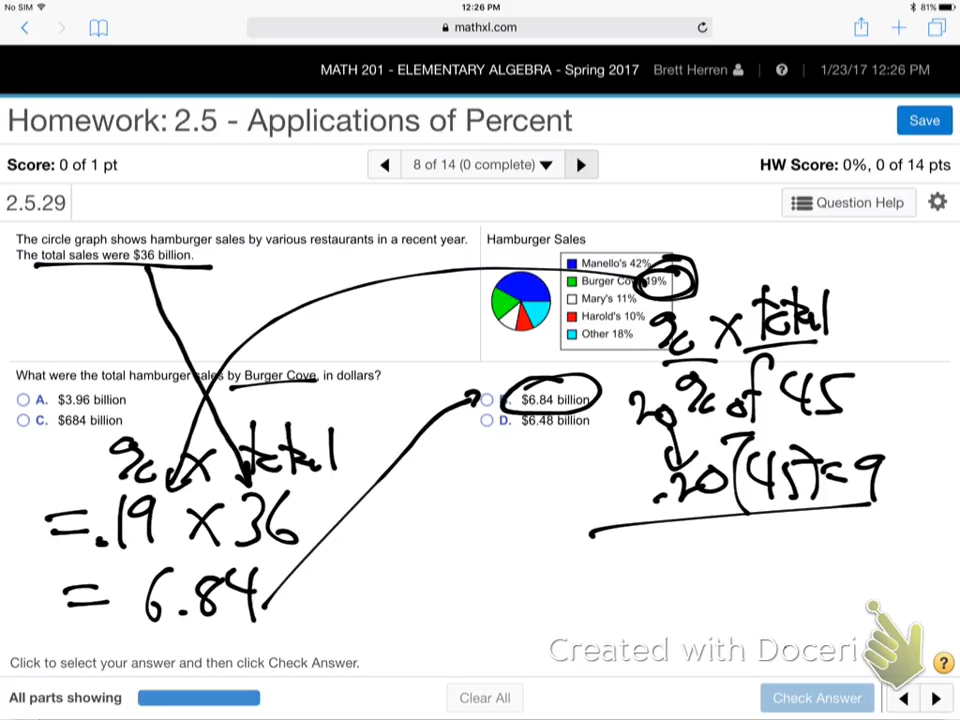 No SIM 12:26 PM 81%
mathxl.com
MATH 201 - ELEMENTARY ALGEBRA - Spring 2017 Brett Herren ? 1/23/17 12:26 PM
Homework: 2.5 - Applications of Percent Save
Score: 0 of 1 pt 8 of 14 (0 complete) HW Score: 0%, 0 of 14 pts
2.5.29 Question Help
The circle graph shows hamburger sales by various restaurants in a recent year.
The total sales were $36 billion.
Hamburger Sales
Manello's 42%
Burger Cove 19%
Mary's 11%
Harold's 10%
Other 18%
% x total
% of 45
20
.20(45)=9
What were the total hamburger sales by Burger Cove, in dollars?
A. $3.96 billion
B. $6.84 billion
C. $684 billion
D. $6.48 billion
% x total
=.19 x 36
= 6.84
Created with Doceri
Click to select your answer and then click Check Answer. ?
All parts showing Clear All Check Answer